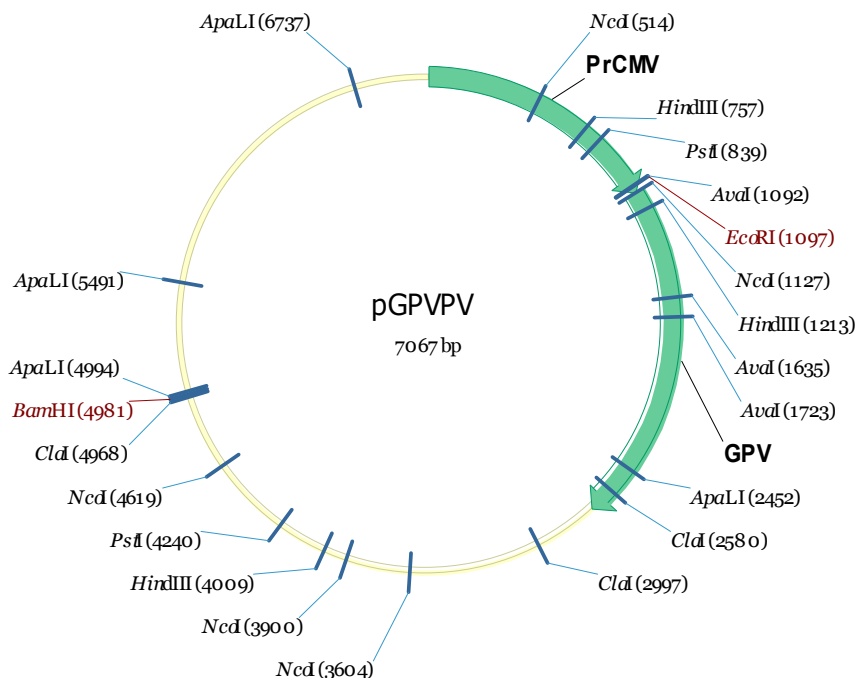 ApaLI (6737)
NcoI (514)
PrCMV
HindIII (757)
PstI (839)
AvaI (1092)
EcoRI (1097)
NcoI (1127)
HindIII (1213)
AvaI (1635)
AvaI (1723)
GPV
ApaLI (2452)
ClaI (2580)
ClaI (2997)
NcoI (3604)
NcoI (3900)
HindIII (4009)
PstI (4240)
NcoI (4619)
ClaI (4968)
BamHI (4981)
ApaLI (4994)
ApaLI (5491)
pGPVPV
7067 bp